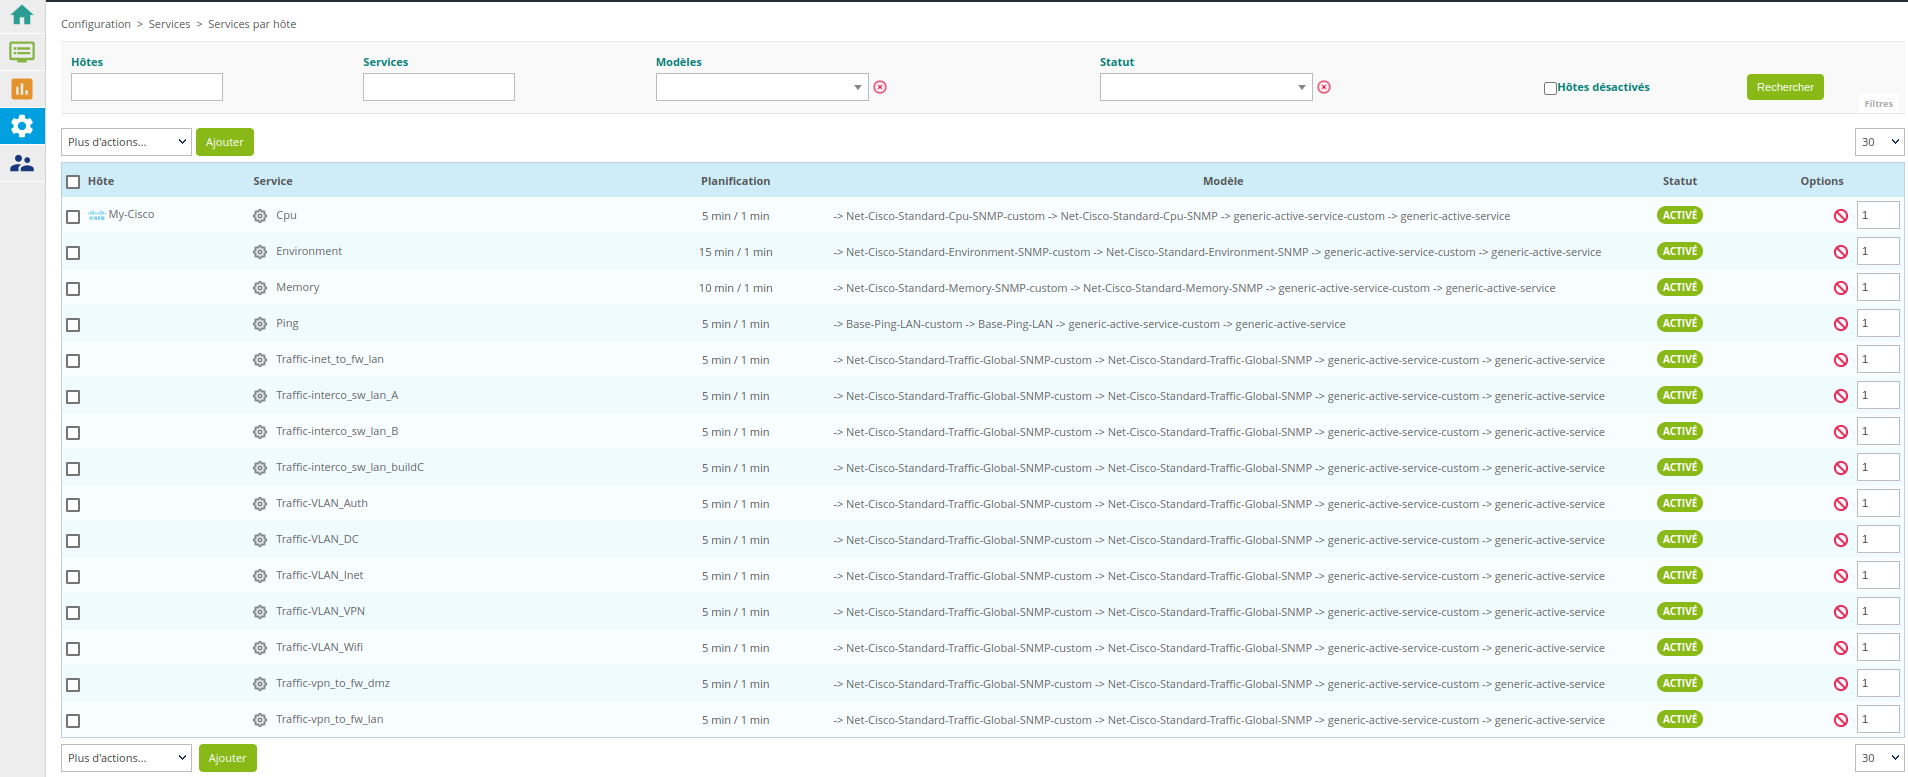 Configuration > Services > Services par hôte
Hôtes Services Modèles Statut
Hôtes désactivés Rechercher
Filtres
Plus d'actions... Ajouter 30
Hôte Service Planification Modèle Statut Options
My-Cisco Cpu 5 min / 1 min -> Net-Cisco-Standard-Cpu-SNMP-custom -> Net-Cisco-Standard-Cpu-SNMP -> generic-active-service-custom -> generic-active-service ACTIVÉ 1
Environment 15 min / 1 min -> Net-Cisco-Standard-Environment-SNMP-custom -> Net-Cisco-Standard-Environment-SNMP -> generic-active-service-custom -> generic-active-service ACTIVÉ 1
Memory 10 min / 1 min -> Net-Cisco-Standard-Memory-SNMP-custom -> Net-Cisco-Standard-Memory-SNMP -> generic-active-service-custom -> generic-active-service ACTIVÉ 1
Ping 5 min / 1 min -> Base-Ping-LAN-custom -> Base-Ping-LAN -> generic-active-service-custom -> generic-active-service ACTIVÉ 1
Traffic-inet_to_fw_lan 5 min / 1 min -> Net-Cisco-Standard-Traffic-Global-SNMP-custom -> Net-Cisco-Standard-Traffic-Global-SNMP -> generic-active-service-custom -> generic-active-service ACTIVÉ 1
Traffic-interco_sw_lan_A 5 min / 1 min -> Net-Cisco-Standard-Traffic-Global-SNMP-custom -> Net-Cisco-Standard-Traffic-Global-SNMP -> generic-active-service-custom -> generic-active-service ACTIVÉ 1
Traffic-interco_sw_lan_B 5 min / 1 min -> Net-Cisco-Standard-Traffic-Global-SNMP-custom -> Net-Cisco-Standard-Traffic-Global-SNMP -> generic-active-service-custom -> generic-active-service ACTIVÉ 1
Traffic-interco_sw_lan_buildC 5 min / 1 min -> Net-Cisco-Standard-Traffic-Global-SNMP-custom -> Net-Cisco-Standard-Traffic-Global-SNMP -> generic-active-service-custom -> generic-active-service ACTIVÉ 1
Traffic-VLAN_Auth 5 min / 1 min -> Net-Cisco-Standard-Traffic-Global-SNMP-custom -> Net-Cisco-Standard-Traffic-Global-SNMP -> generic-active-service-custom -> generic-active-service ACTIVÉ 1
Traffic-VLAN_DC 5 min / 1 min -> Net-Cisco-Standard-Traffic-Global-SNMP-custom -> Net-Cisco-Standard-Traffic-Global-SNMP -> generic-active-service-custom -> generic-active-service ACTIVÉ 1
Traffic-VLAN_Inet 5 min / 1 min -> Net-Cisco-Standard-Traffic-Global-SNMP-custom -> Net-Cisco-Standard-Traffic-Global-SNMP -> generic-active-service-custom -> generic-active-service ACTIVÉ 1
Traffic-VLAN_VPN 5 min / 1 min -> Net-Cisco-Standard-Traffic-Global-SNMP-custom -> Net-Cisco-Standard-Traffic-Global-SNMP -> generic-active-service-custom -> generic-active-service ACTIVÉ 1
Traffic-VLAN_Wifi 5 min / 1 min -> Net-Cisco-Standard-Traffic-Global-SNMP-custom -> Net-Cisco-Standard-Traffic-Global-SNMP -> generic-active-service-custom -> generic-active-service ACTIVÉ 1
Traffic-vpn_to_fw_dmz 5 min / 1 min -> Net-Cisco-Standard-Traffic-Global-SNMP-custom -> Net-Cisco-Standard-Traffic-Global-SNMP -> generic-active-service-custom -> generic-active-service ACTIVÉ 1
Traffic-vpn_to_fw_lan 5 min / 1 min -> Net-Cisco-Standard-Traffic-Global-SNMP-custom -> Net-Cisco-Standard-Traffic-Global-SNMP -> generic-active-service-custom -> generic-active-service ACTIVÉ 1
Plus d'actions... Ajouter 30